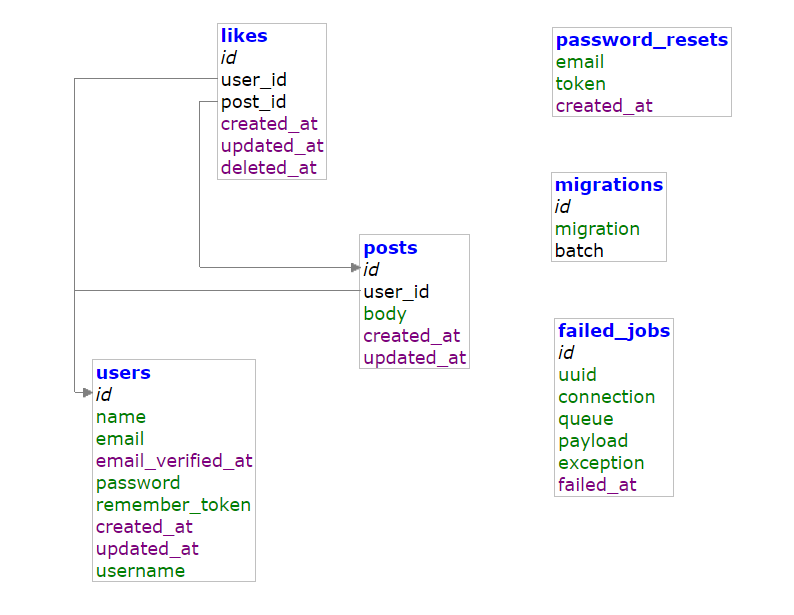 likes
id
user_id
post_id
created_at
updated_at
deleted_at
posts
id
user_id
body
created_at
updated_at
users
id
name
email
email_verified_at
password
remember_token
created_at
updated_at
username
password_resets
email
token
created_at
migrations
id
migration
batch
failed_jobs
id
uuid
connection
queue
payload
exception
failed_at